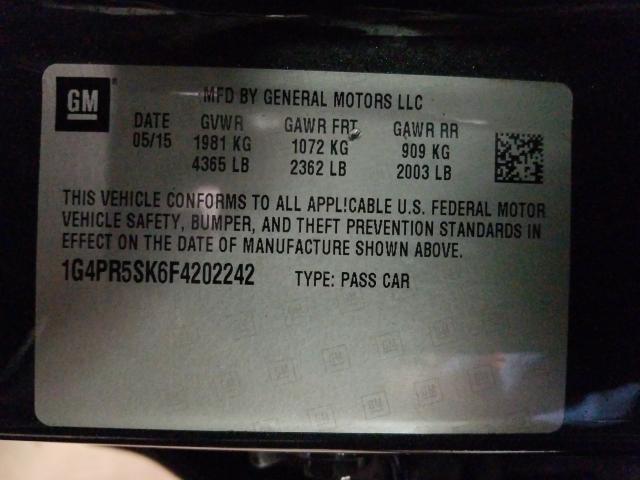 GM
MFD BY GENERAL MOTORS LLC
DATE GVWR GAWR FRT GAWR RR
05/15 1981 KG 1072 KG 909 KG
4365 LB 2362 LB 2003 LB
THIS VEHICLE CONFORMS TO ALL APPLICABLE U.S. FEDERAL MOTOR
VEHICLE SAFETY, BUMPER, AND THEFT PREVENTION STANDARDS IN
EFFECT ON THE DATE OF MANUFACTURE SHOWN ABOVE.
1G4PR5SK6F4202242 TYPE: PASS CAR